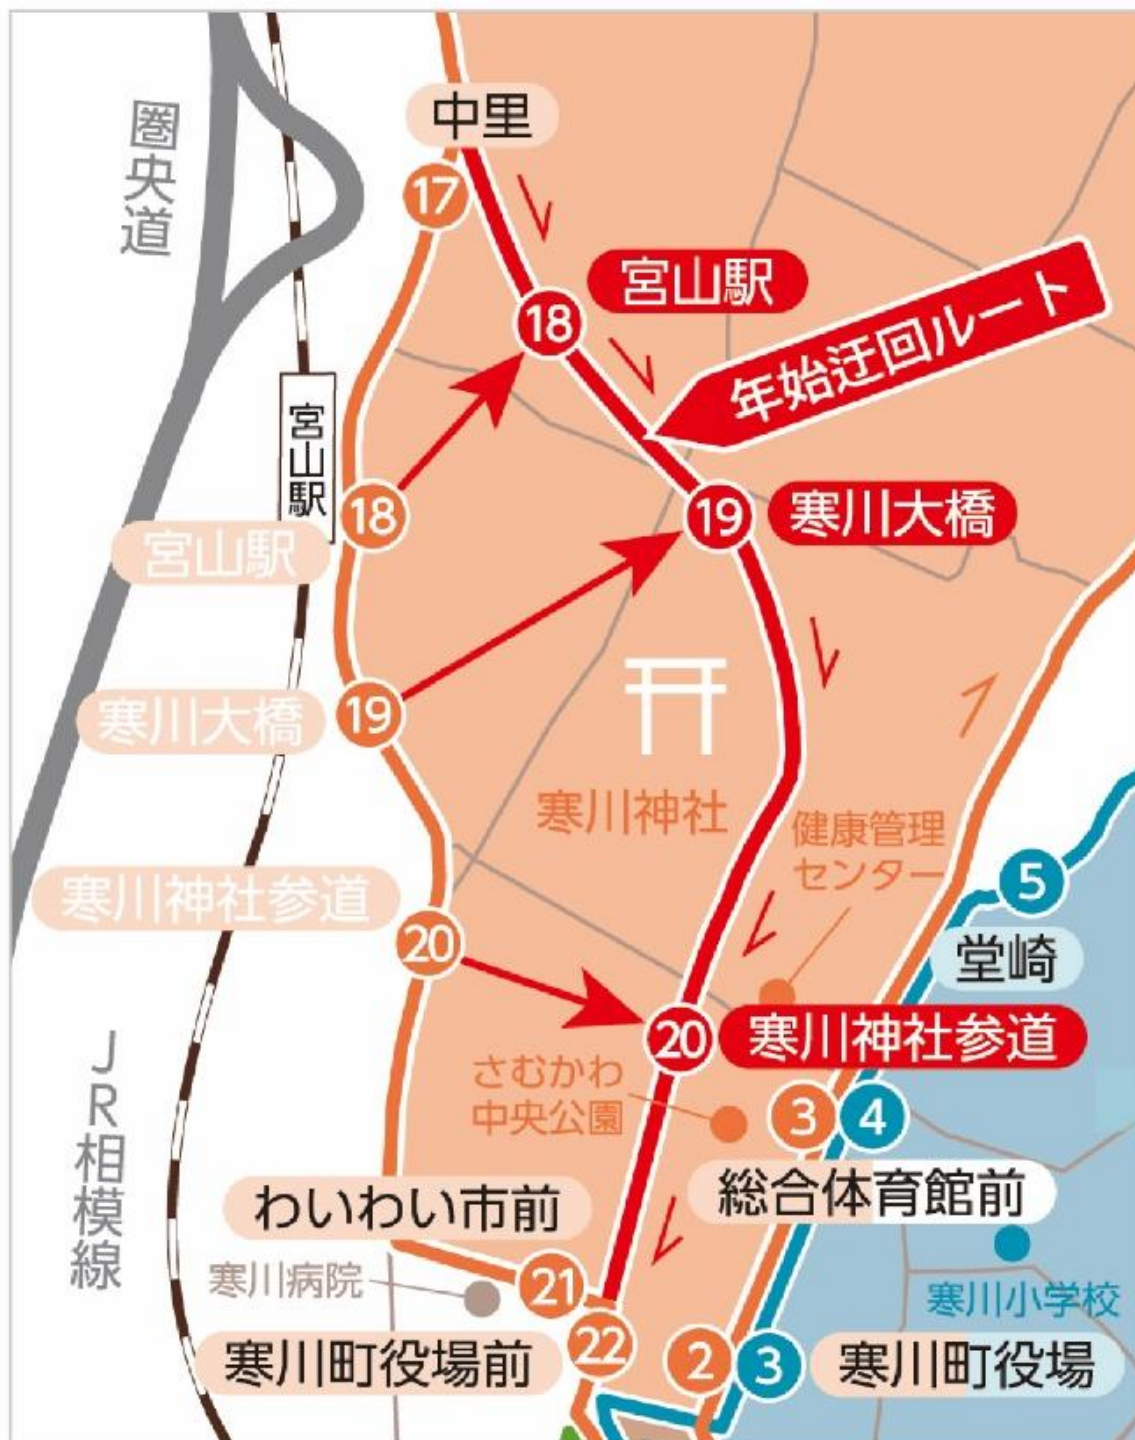 中里
圏央道
17
宮山駅
18
年始迂回ルート
宮山駅
18
宮山駅
19
寒川大橋
19
寒川大橋
寒川神社
健康管理
センター
5
寒川神社参道
20
堂崎
20
寒川神社参道
さむかわ
中央公園
3
4
JR相模線
わいわい市前
総合体育館前
21
寒川病院
寒川小学校
22
寒川町役場前
2
3
寒川町役場